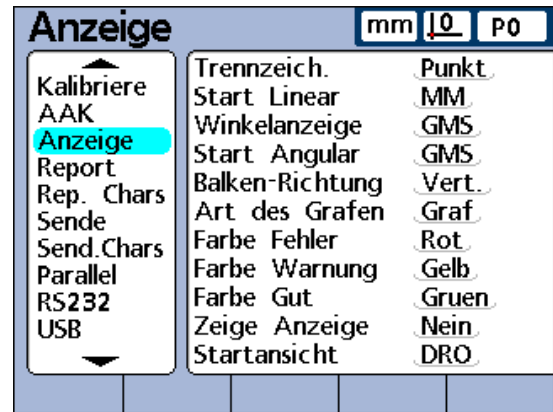 Anzeige
mm 0 P0
Kalibriere
AAK
Anzeige
Report
Rep. Chars
Sende
Send.Chars
Parallel
RS232
USB
Trennzeich. Punkt
Start Linear MM
Winkelanzeige GMS
Start Angular GMS
Balken-Richtung Vert.
Art des Grafen Graf
Farbe Fehler Rot
Farbe Warnung Gelb
Farbe Gut Gruen
Zeige Anzeige Nein
Startansicht DRO